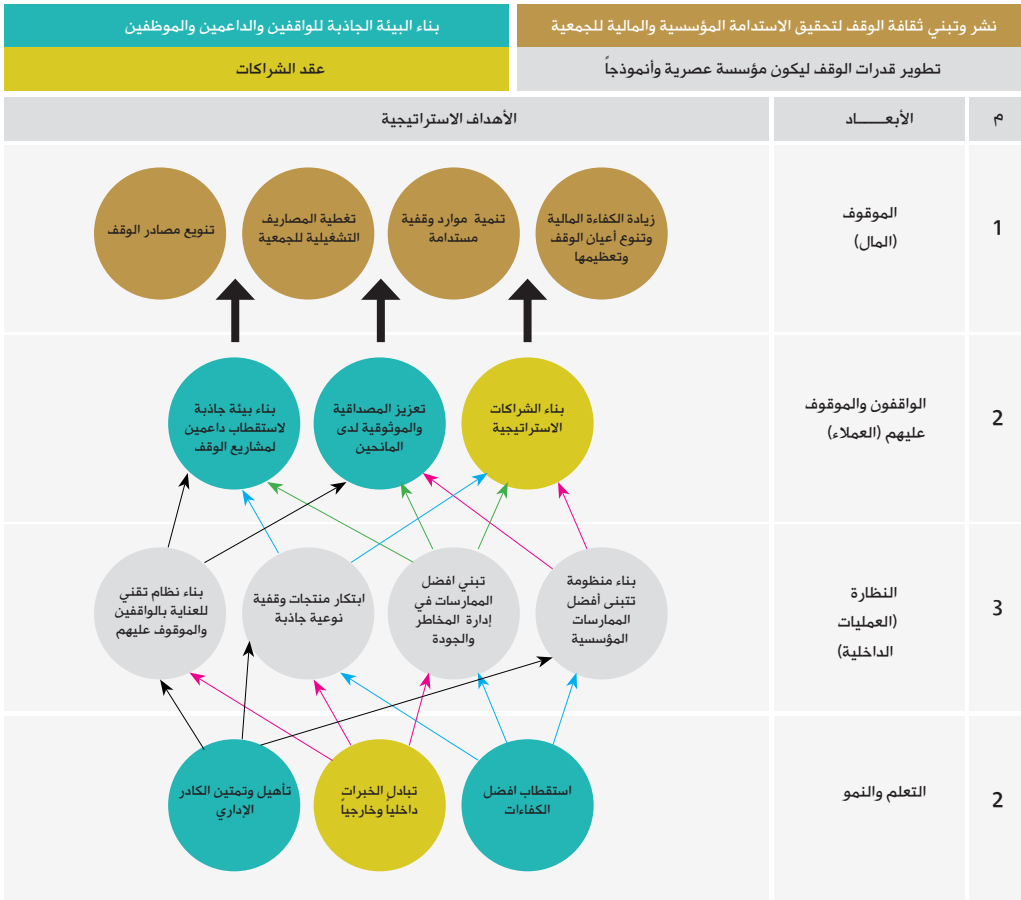 نشر وتبني ثقافة الوقف لتحقيق الاستدامة المؤسسية والمالية للجمعية
بناء البيئة الجاذبة للواقفين والداعمين والموظفين
تطوير قدرات الوقف ليكون مؤسسة عصرية وأنموذجاً
عقد الشراكات
م
الأبعـــــاد
الأهداف الاستراتيجية
1
الموقوف
(المال)
زيادة الكفاءة المالية
وتنوع أعيان الوقف
وتعظيمها
تنمية موارد وقفية
مستدامة
تغطية المصاريف
التشغيلية للجمعية
تنويع مصادر الوقف
2
الواقفون والموقوف
عليهم (العملاء)
بناء الشراكات
الاستراتيجية
تعزيز المصداقية
والموثوقية لدى
المانحين
بناء بيئة جاذبة
لاستقطاب داعمين
لمشاريع الوقف
3
النظارة
(العمليات
الداخلية)
بناء منظومة
تتبنى أفضل
الممارسات
المؤسسية
تبني افضل
الممارسات في
إدارة المخاطر
والجودة
ابتكار منتجات وقفية
نوعية جاذبة
بناء نظام تقني
للعناية بالواقفين
والموقوف عليهم
2
التعلم والنمو
استقطاب افضل
الكفاءات
تبادل الخبرات
داخلياً وخارجياً
تأهيل وتمتين الكادر
الإداري